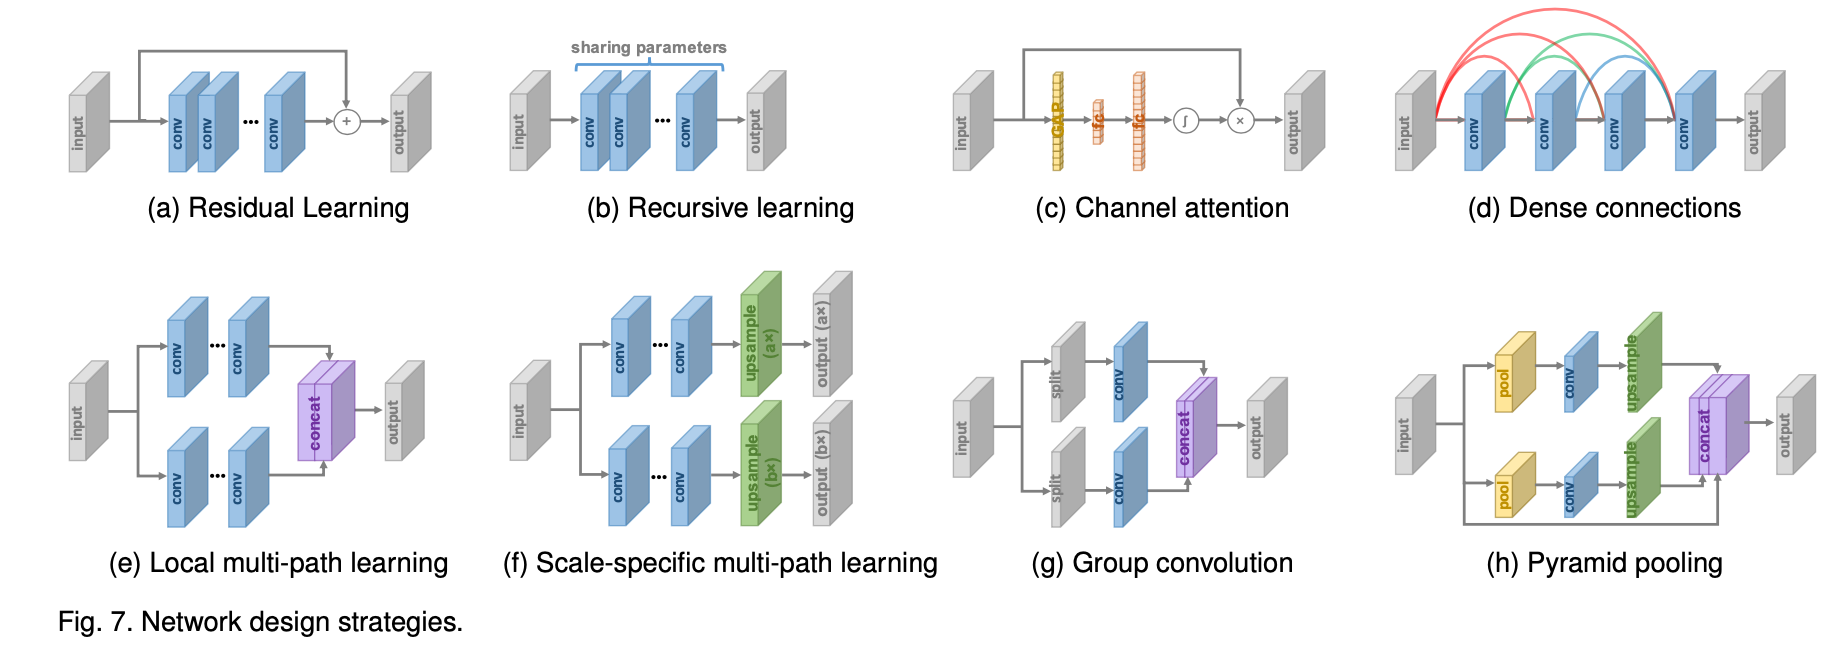 input
conv
conv
...
conv
+
output
(a) Residual Learning
sharing parameters
input
conv
conv
...
conv
output
(b) Recursive learning
input
GAP
fc
fc
∫
×
output
(c) Channel attention
input
conv
conv
conv
conv
output
(d) Dense connections
input
conv
...
conv
conv
...
conv
concat
output
(e) Local multi-path learning
input
conv
...
conv
upsample
(a×)
output (a×)
conv
...
conv
upsample
(b×)
output (b×)
(f) Scale-specific multi-path learning
input
split
conv
split
conv
concat
output
(g) Group convolution
input
pool
conv
upsample
pool
conv
upsample
concat
output
(h) Pyramid pooling
Fig. 7. Network design strategies.